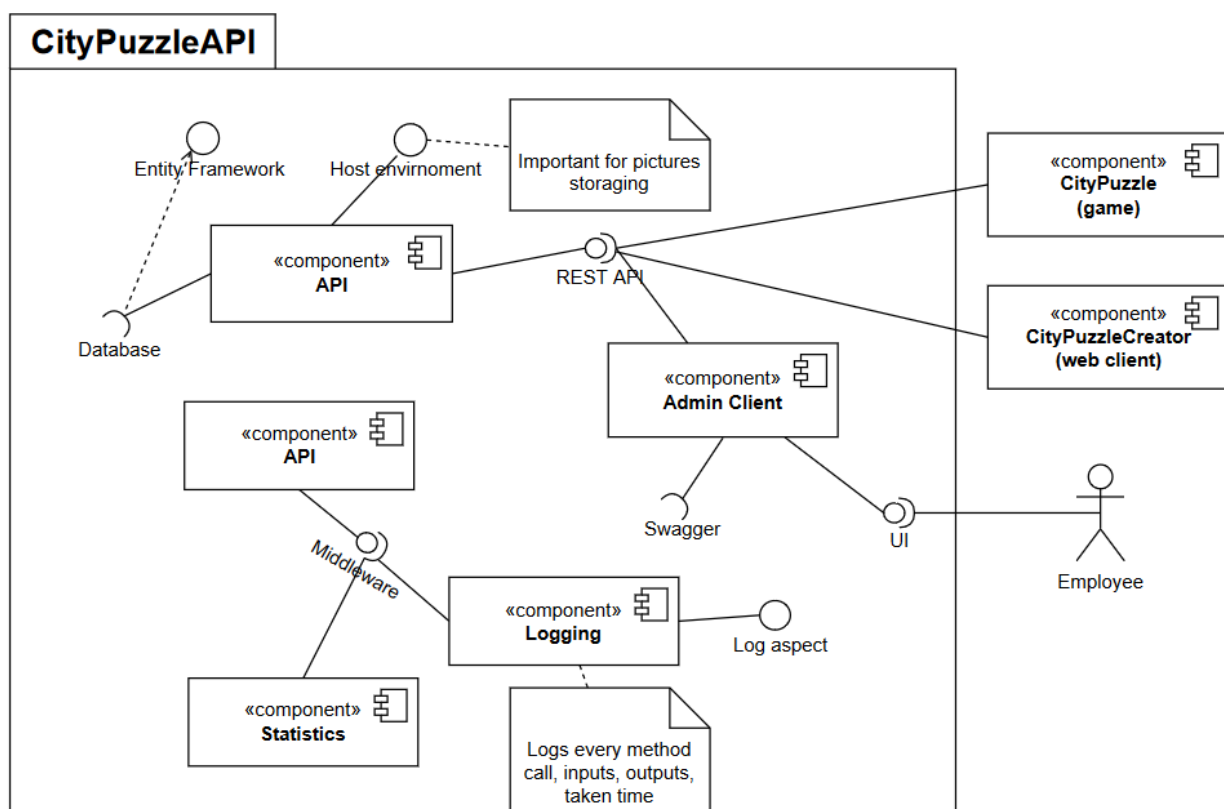 CityPuzzleAPI
Entity Framework
Host envirnoment
Important for pictures
storaging
«component»
CityPuzzle
(game)
«component»
API
REST API
Database
«component»
CityPuzzleCreator
(web client)
«component»
Admin Client
«component»
API
Swagger
UI
Employee
Middleware
«component»
Logging
Log aspect
«component»
Statistics
Logs every method
call, inputs, outputs,
taken time